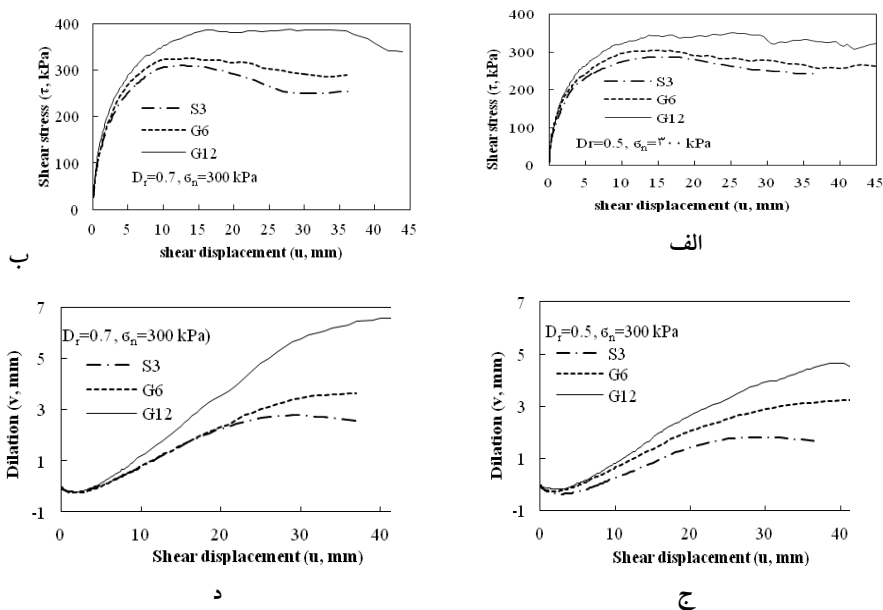 400
300
200
100
0
Shear stress (τ, kPa)
S3
G6
G12
Dr=0.7, σn=300 kPa
0 5 10 15 20 25 30 35 40 45
shear displacement (u, mm)
ب
400
300
200
100
0
Shear stress (τ, kPa)
S3
G6
G12
Dr=0.5, σn=۳۰۰ kPa
0 5 10 15 20 25 30 35 40 45
shear displacement (u, mm)
الف
7
5
3
1
-1
Dilation (v, mm)
Dr=0.7, σn=300 kPa)
S3
G6
G12
0 10 20 30 40
Shear displacement (u, mm)
د
7
5
3
1
-1
Dilation (v, mm)
Dr=0.5, σn=300 kPa
S3
G6
G12
0 10 20 30 40
Shear displacement (u, mm)
ج